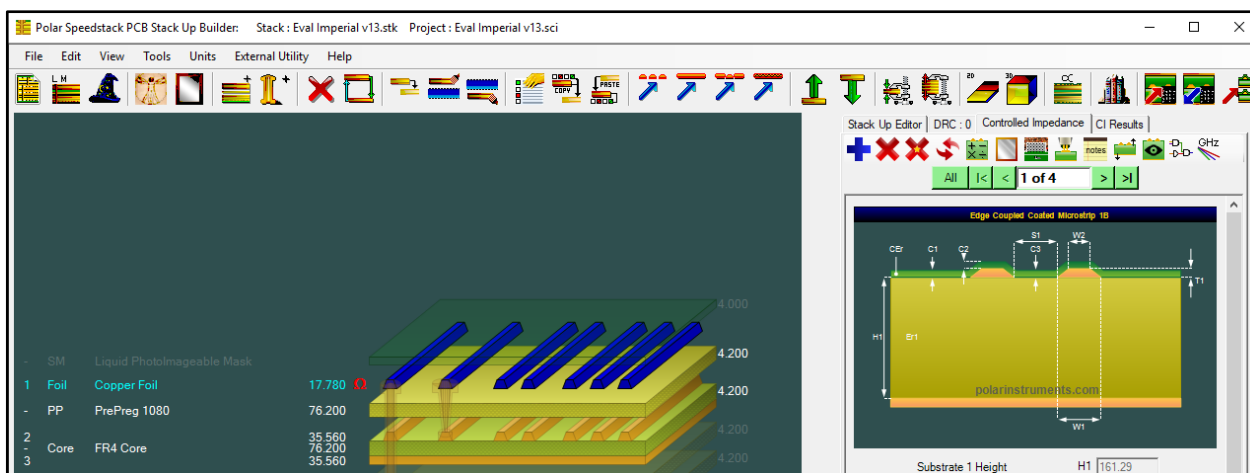 Polar Speedstack PCB Stack Up Builder: Stack : Eval Imperial v13.stk Project : Eval Imperial v13.sci
File Edit View Tools Units External Utility Help
L M
COPY
PASTE
2D
3D
Stack Up Editor DRC : 0 Controlled Impedance CI Results
notes
GHz
All |< < 1 of 4 > >|
Edge Coupled Coated Microstrip 1B
CEr C1 C2 S1 C3 W2
T1
H1 Er1
polarinstruments.com
W1
Substrate 1 Height H1 161.29
4.000
- SM Liquid PhotoImageable Mask
4.200
1 Foil Copper Foil 17.780 Ω
4.200
- PP PrePreg 1080 76.200
4.200
2 35.560
- Core FR4 Core 76.200
3 35.560
4.200